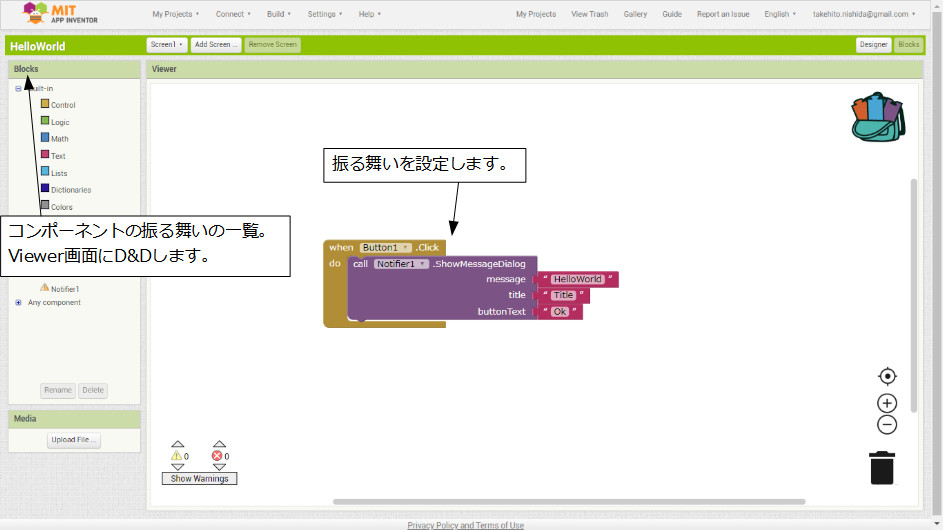 MIT
APP INVENTOR
My Projects
Connect
Build
Settings
Help
My Projects
View Trash
Gallery
Guide
Report an Issue
English
takehito.nishida@gmail.com
HelloWorld
Screen1
Add Screen ...
Remove Screen
Designer
Blocks
Blocks
Viewer
uilt-in
Control
Logic
Math
Text
Lists
Dictionaries
Colors
コンポーネントの振る舞いの一覧。
Viewer画面にD&Dします。
Notifier1
Any component
Rename
Delete
Media
Upload File ...
振る舞いを設定します。
when Button1 .Click
do call Notifier1 .ShowMessageDialog
message “ HelloWorld ”
title “ Title ”
buttonText “ Ok ”
0
0
Show Warnings
Privacy Policy and Terms of Use